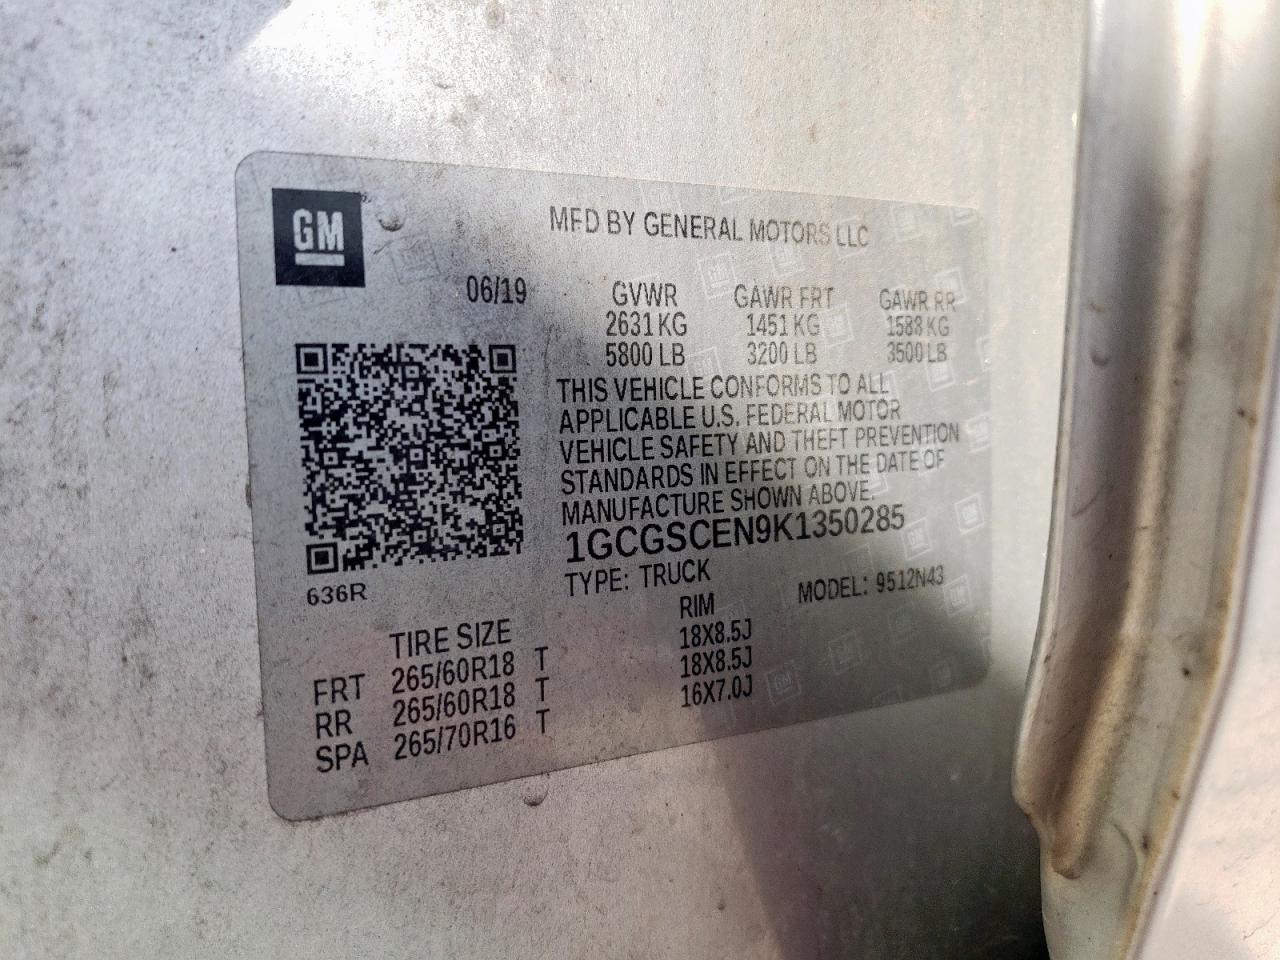 GM
MFD BY GENERAL MOTORS LLC
06/19
GVWR GAWR FRT GAWR RR
2631 KG 1451 KG 1588 KG
5800 LB 3200 LB 3500 LB
THIS VEHICLE CONFORMS TO ALL
APPLICABLE U.S. FEDERAL MOTOR
VEHICLE SAFETY AND THEFT PREVENTION
STANDARDS IN EFFECT ON THE DATE OF
MANUFACTURE SHOWN ABOVE.
1GCGSCEN9K1350285
TYPE: TRUCK MODEL: 9512N43
636R
TIRE SIZE RIM
FRT 265/60R18 T 18X8.5J
RR 265/60R18 T 18X8.5J
SPA 265/70R16 T 16X7.0J